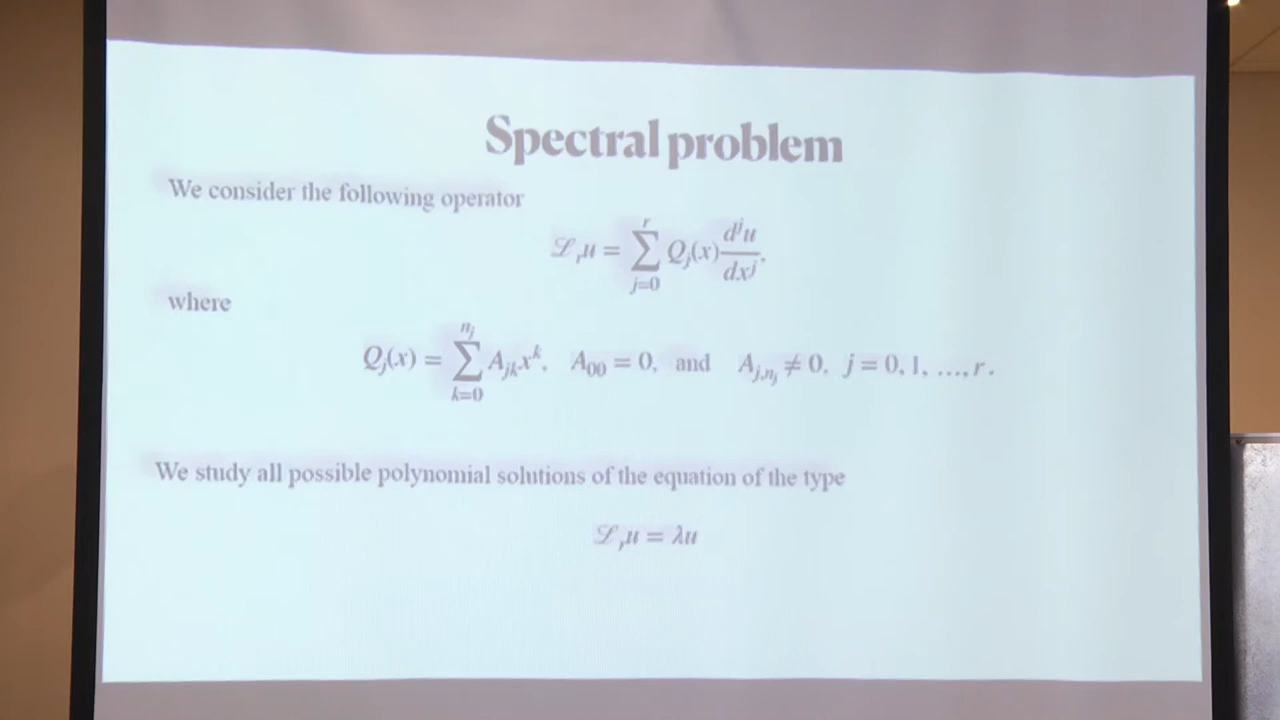 Spectral problem
We consider the following operator
ℒᵣu = ∑_{j=0}^{r} Q_j(x) d^j u / dx^j,
where
Q_j(x) = ∑_{k=0}^{n_j} A_{jk} x^k, A_{00} = 0, and A_{j,n_j} ≠ 0, j = 0, 1, …, r.
We study all possible polynomial solutions of the equation of the type
ℒᵣu = λu